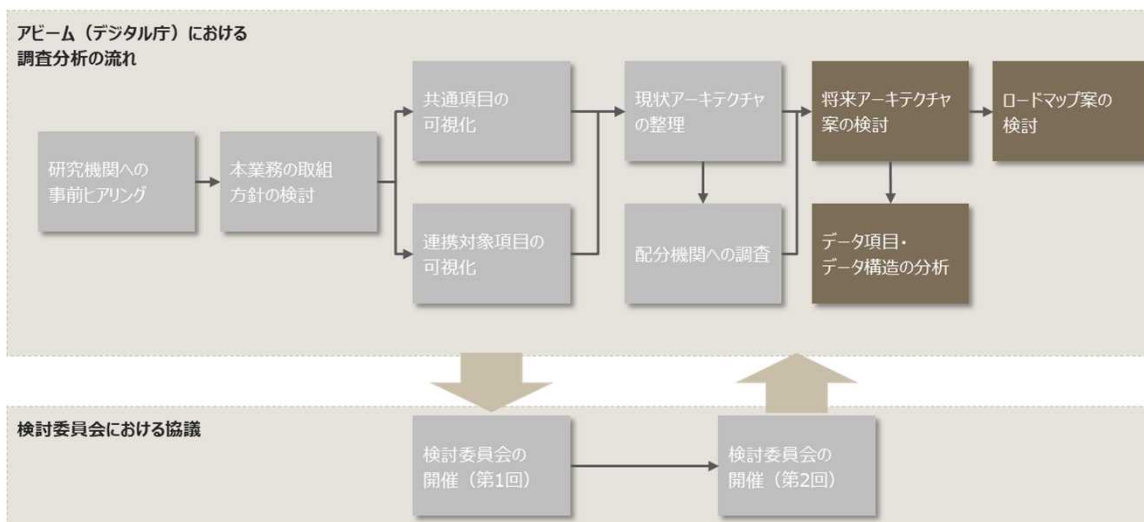 アビーム（デジタル庁）における
調査分析の流れ
研究機関への
事前ヒアリング
本業務の取組
方針の検討
共通項目の
可視化
連携対象項目の
可視化
現状アーキテクチャ
の整理
配分機関への調査
将来アーキテクチャ
案の検討
データ項目・
データ構造の分析
ロードマップ案の
検討
検討委員会における協議
検討委員会の
開催（第1回）
検討委員会の
開催（第2回）